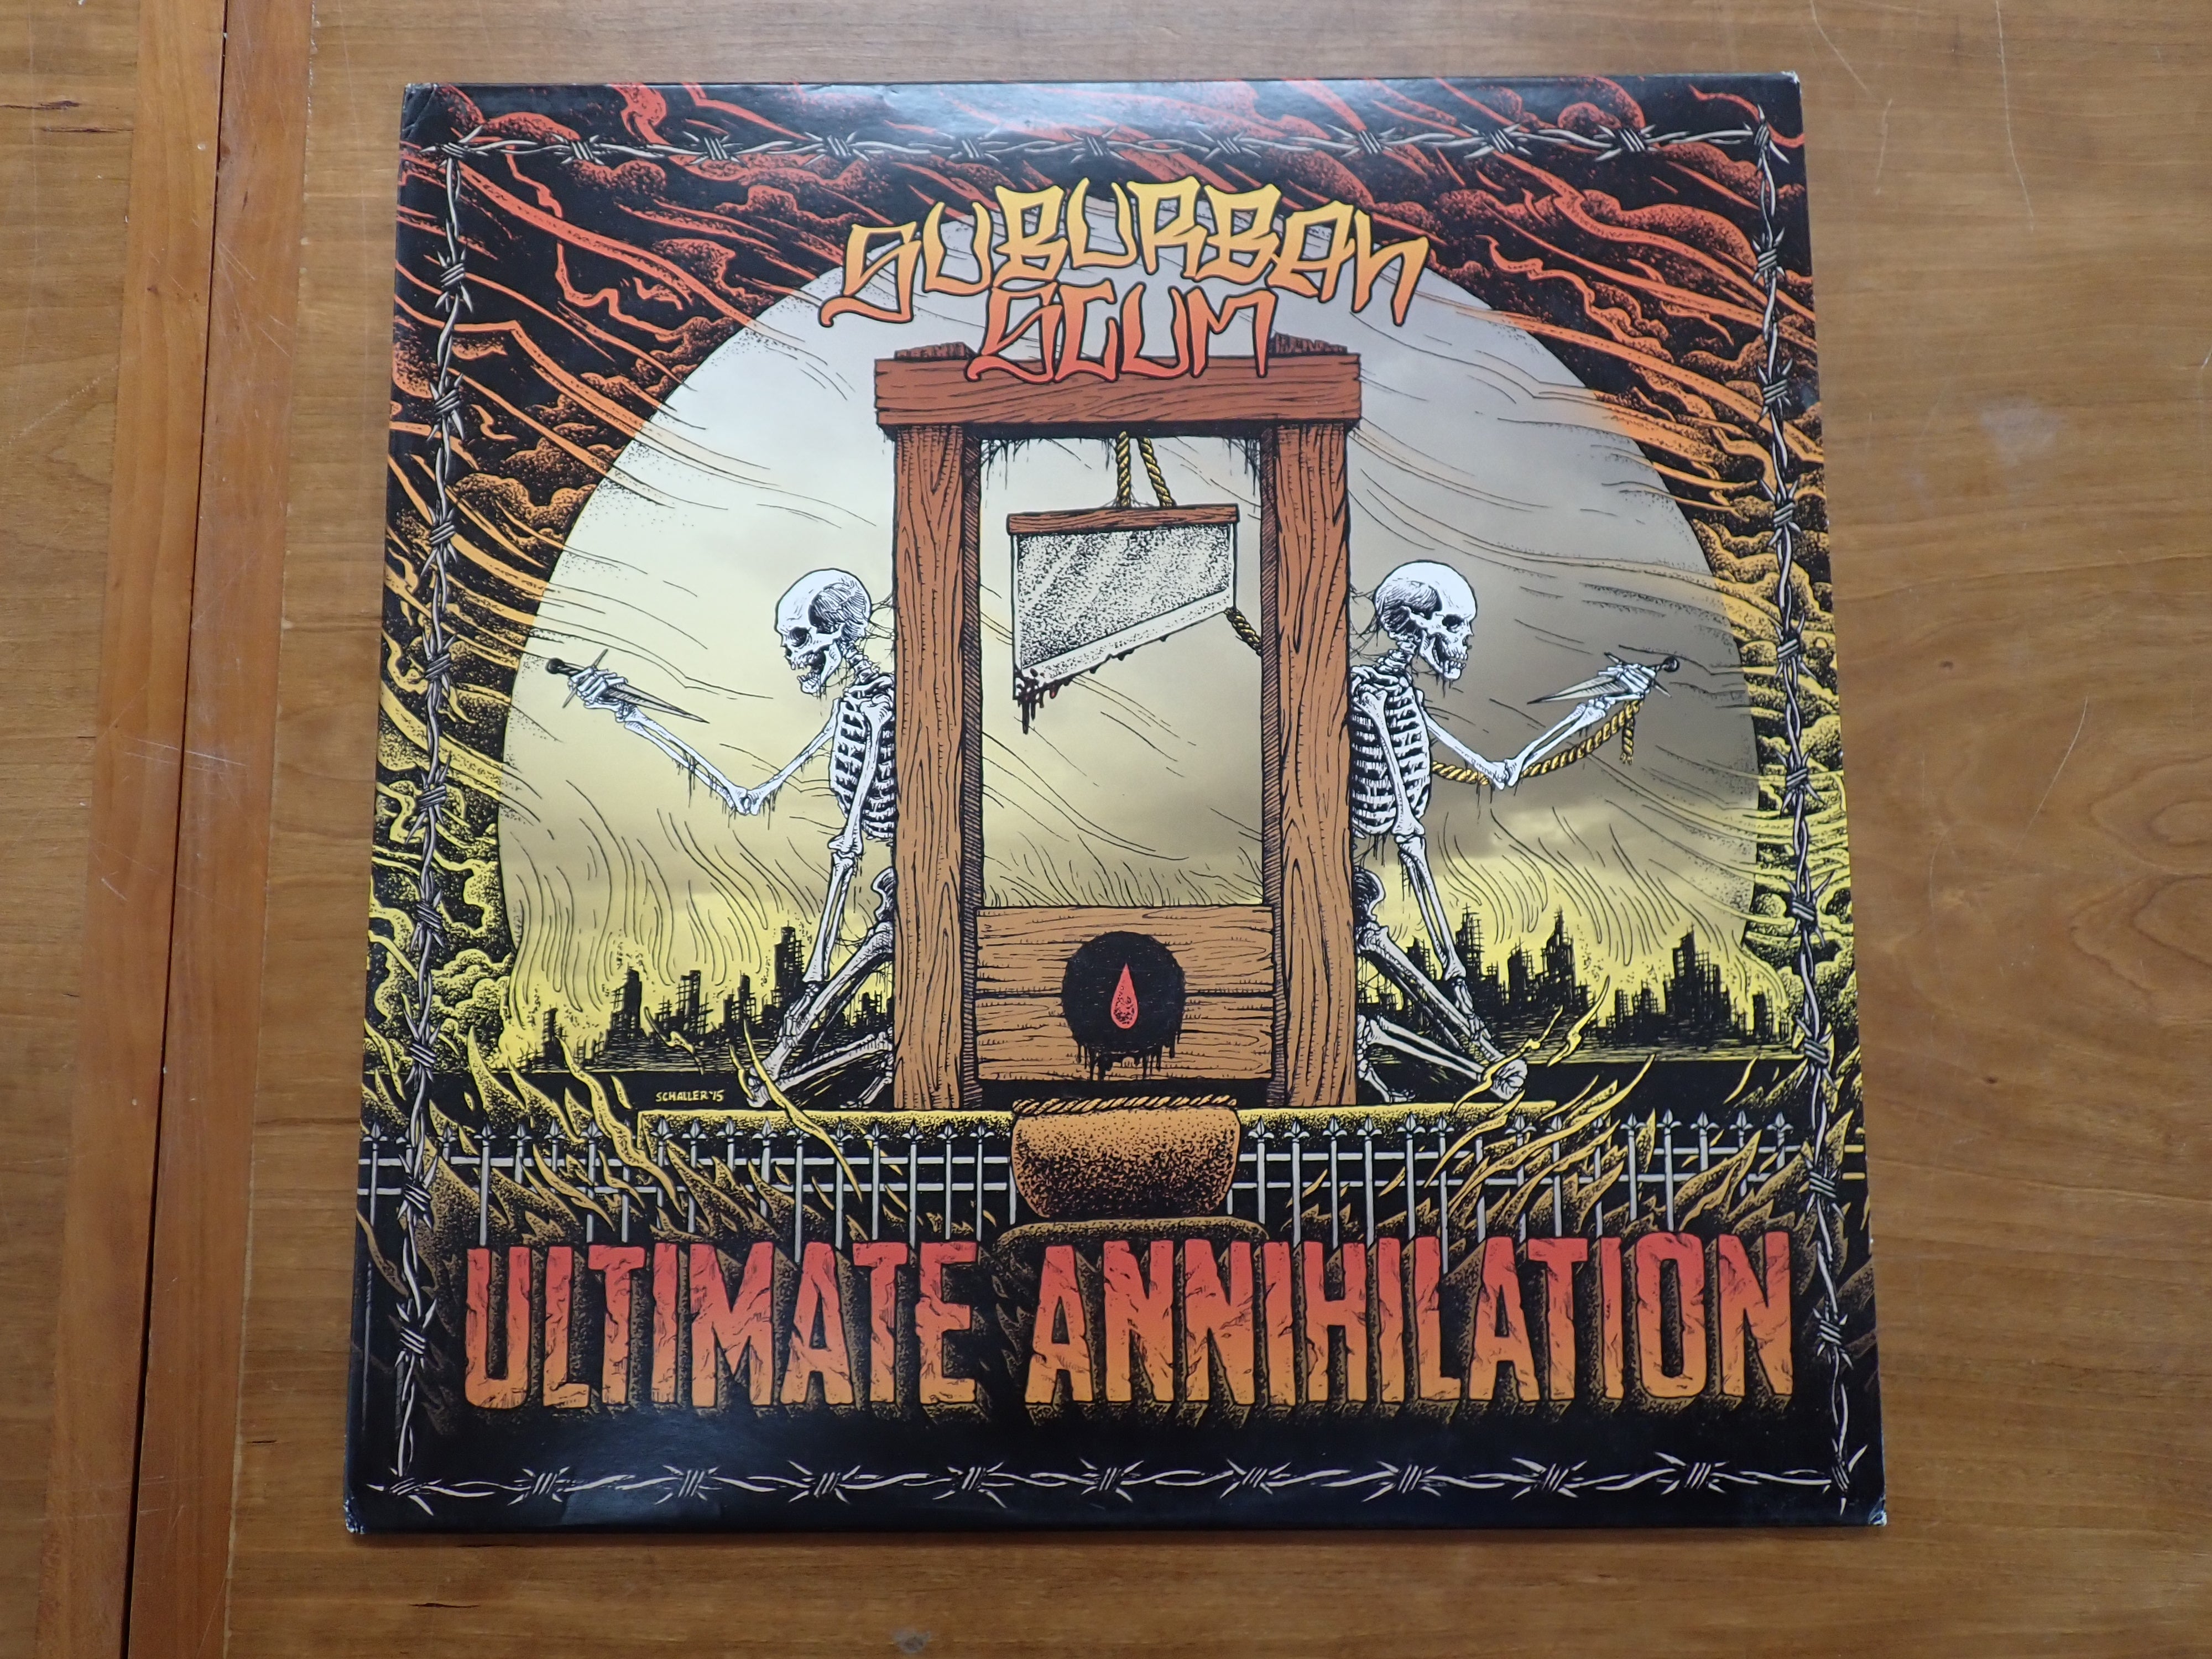 SUBURBAN
SCUM
SCHALLER '15
ULTIMATE ANNIHILATION